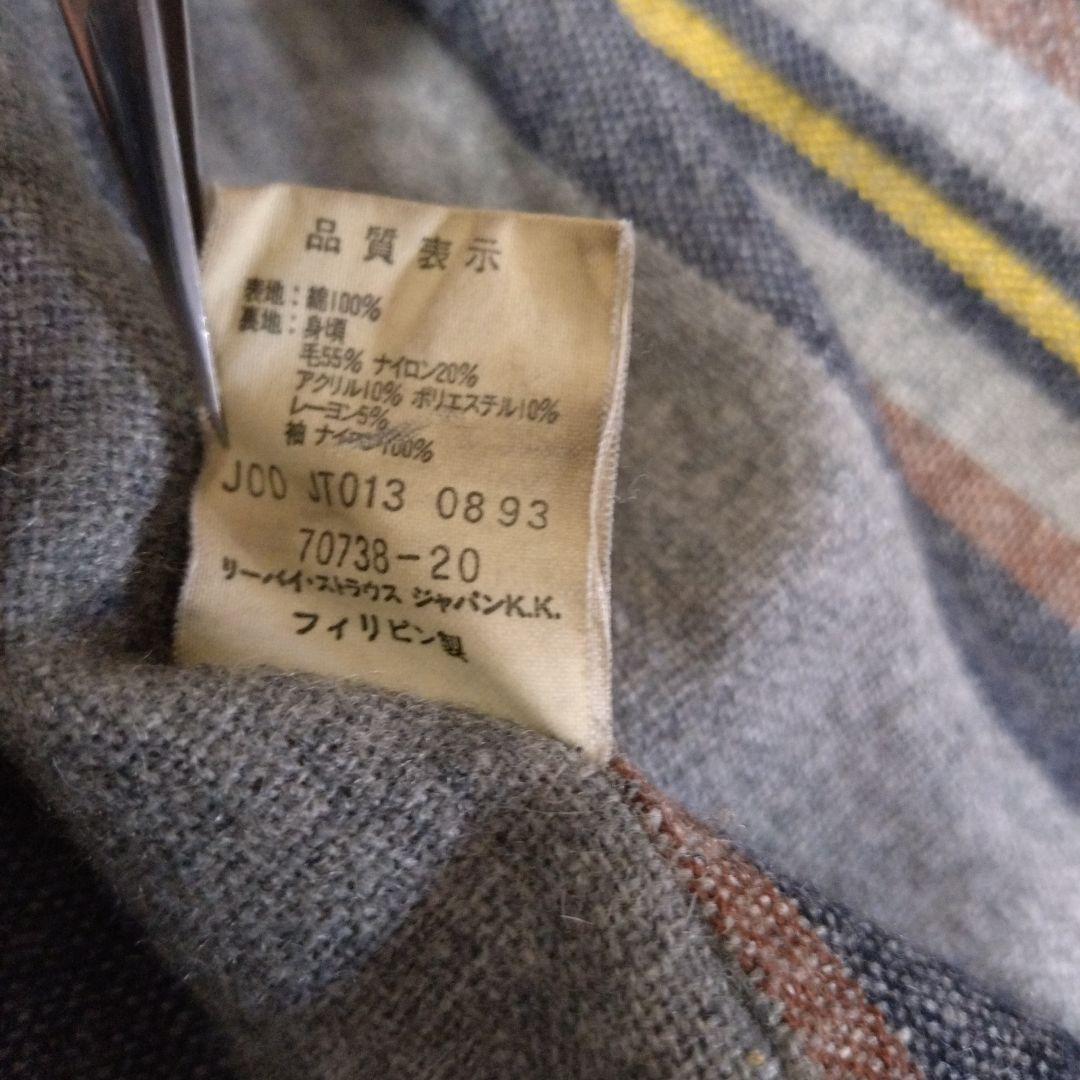 品質表示
表地:綿100%
裏地:身頃
毛55% ナイロン20%
アクリル10% ポリエステル10%
レーヨン5%
袖 ナイロン100%
J00 JT013 0893
70738-20
リーバイ・ストラウス ジャパンK.K.
フィリピン製